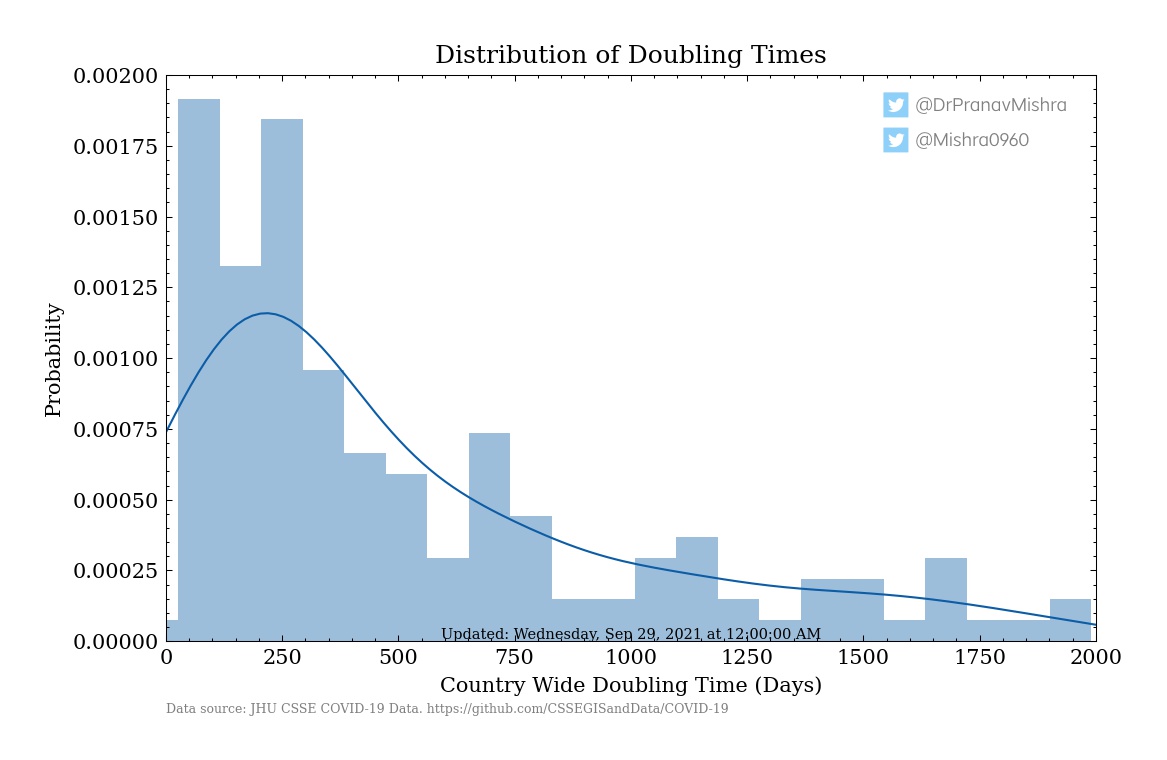 Distribution of Doubling Times
@DrPranavMishra
@Mishra0960
0.00200
0.00175
0.00150
0.00125
0.00100
0.00075
0.00050
0.00025
0.00000
Probability
Updated: Wednesday, Sep 29, 2021 at 12:00:00 AM
0 250 500 750 1000 1250 1500 1750 2000
Country Wide Doubling Time (Days)
Data source: JHU CSSE COVID-19 Data. https://github.com/CSSEGISandData/COVID-19